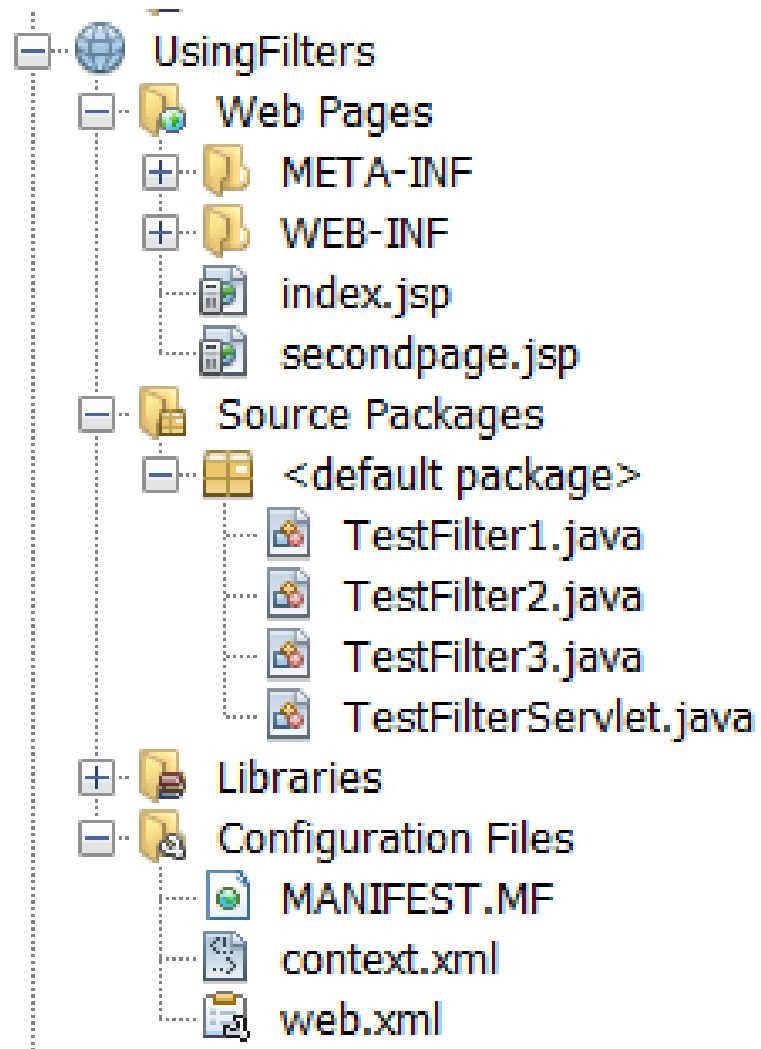 UsingFilters
Web Pages
META-INF
WEB-INF
index.jsp
secondpage.jsp
Source Packages
<default package>
TestFilter1.java
TestFilter2.java
TestFilter3.java
TestFilterServlet.java
Libraries
Configuration Files
MANIFEST.MF
context.xml
web.xml